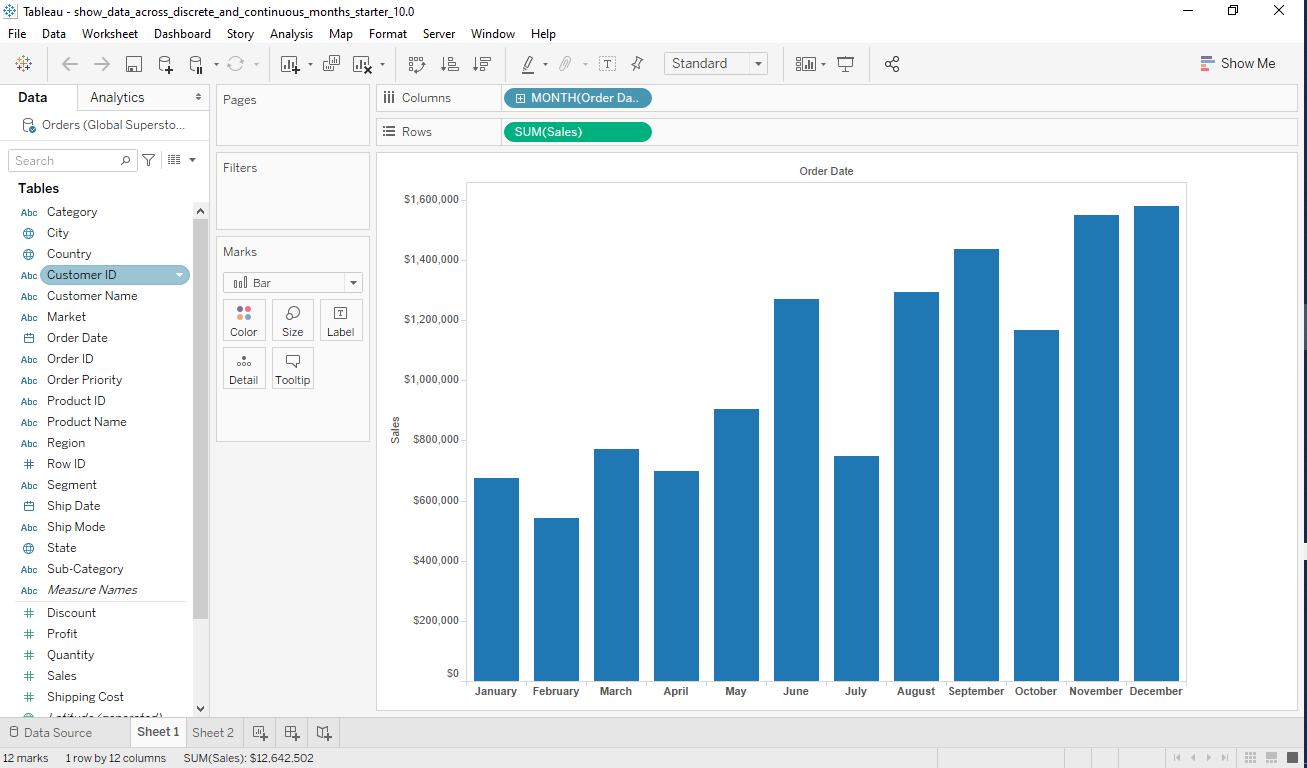 Tableau - show_data_across_discrete_and_continuous_months_starter_10.0
File Data Worksheet Dashboard Story Analysis Map Format Server Window Help
Standard
Show Me
Data Analytics
Orders (Global Supersto...
Search
Tables
Abc Category
City
Country
Abc Customer ID
Abc Customer Name
Abc Market
Order Date
Abc Order ID
Abc Order Priority
Abc Product ID
Abc Product Name
Abc Region
# Row ID
Abc Segment
Ship Date
Abc Ship Mode
State
Abc Sub-Category
Abc Measure Names
# Discount
# Profit
# Quantity
# Sales
# Shipping Cost
Latitude (generated)
Pages
Filters
Marks
Bar
Color Size Label
Detail Tooltip
Columns MONTH(Order Da..
Rows SUM(Sales)
Order Date
Sales
$1,600,000
$1,400,000
$1,200,000
$1,000,000
$800,000
$600,000
$400,000
$200,000
$0
January February March April May June July August September October November December
Data Source Sheet 1 Sheet 2
12 marks 1 row by 12 columns SUM(Sales): $12,642,502